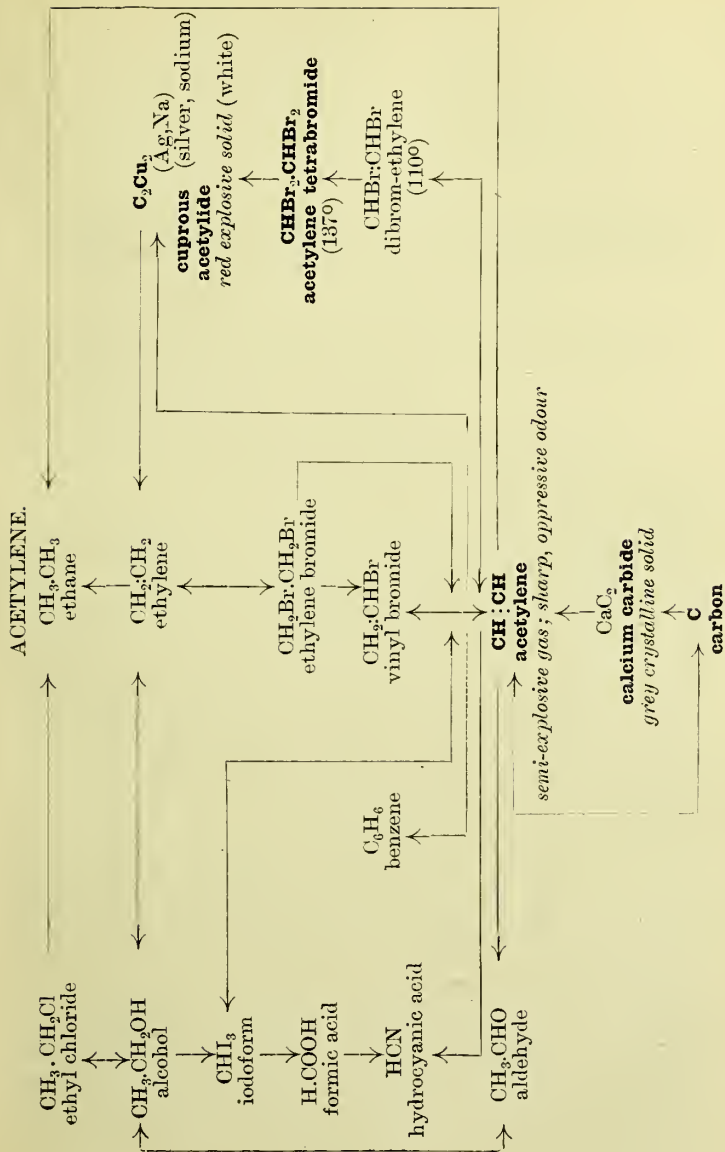 ACETYLENE.
CH₃.CH₂Cl
ethyl chloride
CH₃.CH₃
ethane
CH₃.CH₂OH
alcohol
CH₂:CH₂
ethylene
C₂Cu₂
(Ag,Na)
cuprous (silver, sodium)
acetylide
red explosive solid (white)
CHI₃
iodoform
CH₂Br.CH₂Br
ethylene bromide
CHBr₂.CHBr₂
acetylene tetrabromide
(137⁰)
H.COOH
formic acid
CH₂:CHBr
vinyl bromide
CHBr:CHBr
dibrom-ethylene
(110⁰)
C₆H₆
benzene
HCN
hydrocyanic acid
CH₃.CHO
aldehyde
CH⋮CH
acetylene
semi-explosive gas; sharp, oppressive odour
CaC₂
calcium carbide
grey crystalline solid
C
carbon